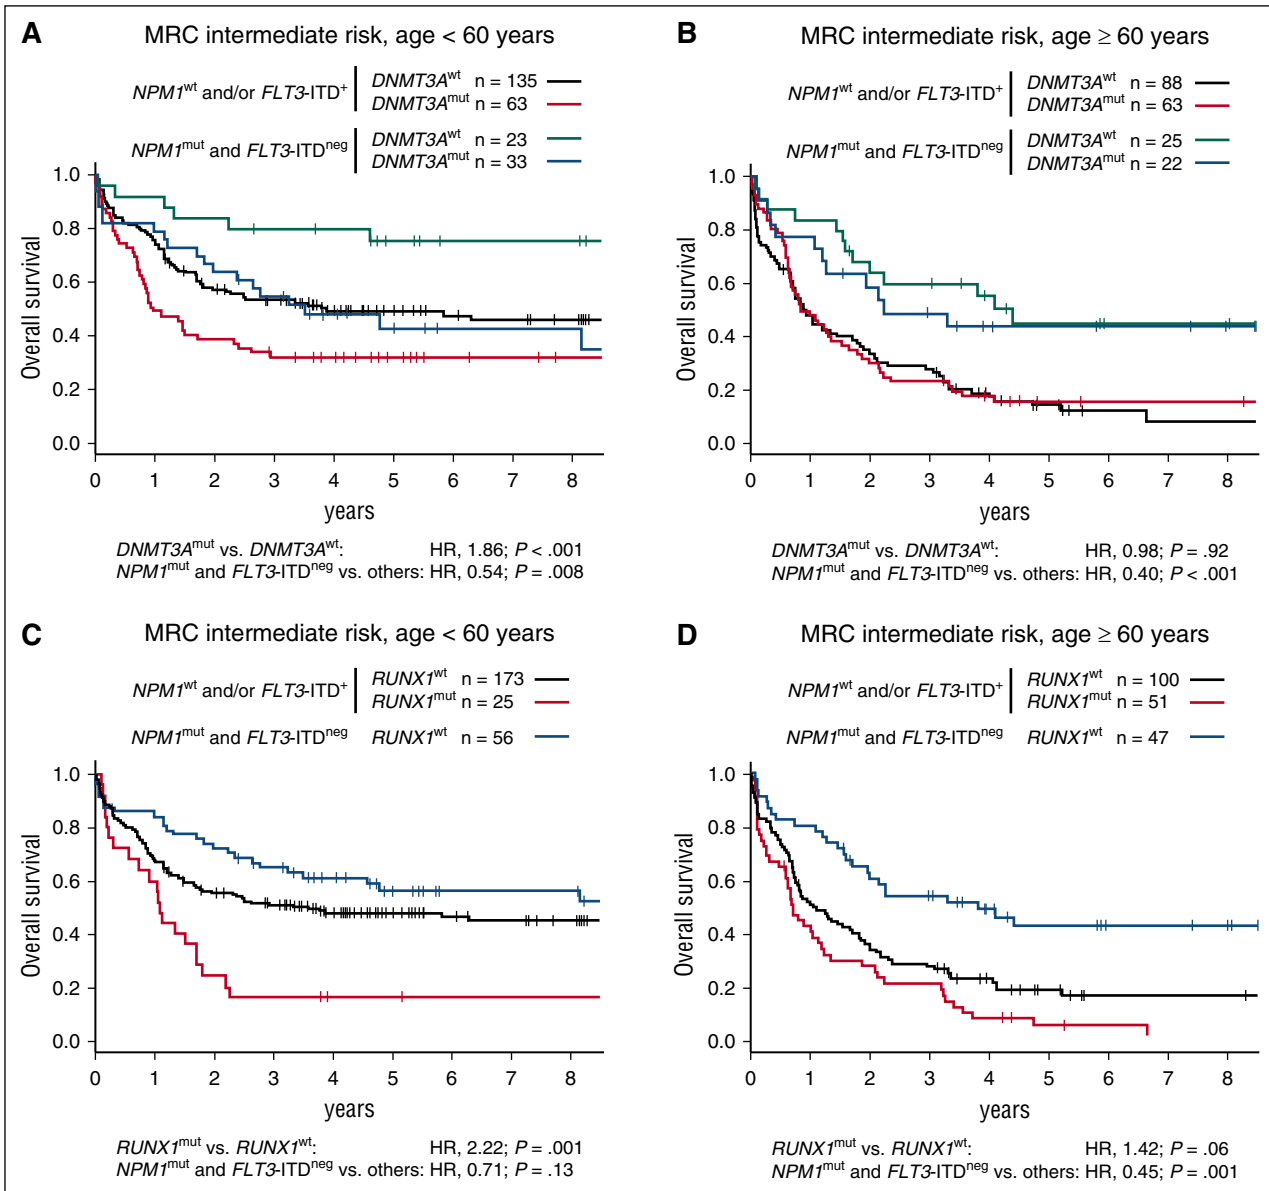 A
MRC intermediate risk, age < 60 years
NPM1wt and/or FLT3-ITD+
DNMT3Awt n = 135
DNMT3Amut n = 63
NPM1mut and FLT3-ITDneg
DNMT3Awt n = 23
DNMT3Amut n = 33
Overall survival
1.0
0.8
0.6
0.4
0.2
0.0
0 1 2 3 4 5 6 7 8
years
DNMT3Amut vs. DNMT3Awt: HR, 1.86; P < .001
NPM1mut and FLT3-ITDneg vs. others: HR, 0.54; P = .008
B
MRC intermediate risk, age ≥ 60 years
NPM1wt and/or FLT3-ITD+
DNMT3Awt n = 88
DNMT3Amut n = 63
NPM1mut and FLT3-ITDneg
DNMT3Awt n = 25
DNMT3Amut n = 22
Overall survival
1.0
0.8
0.6
0.4
0.2
0.0
0 1 2 3 4 5 6 7 8
years
DNMT3Amut vs. DNMT3Awt: HR, 0.98; P = .92
NPM1mut and FLT3-ITDneg vs. others: HR, 0.40; P < .001
C
MRC intermediate risk, age < 60 years
NPM1wt and/or FLT3-ITD+
RUNX1wt n = 173
RUNX1mut n = 25
NPM1mut and FLT3-ITDneg RUNX1wt n = 56
Overall survival
1.0
0.8
0.6
0.4
0.2
0.0
0 1 2 3 4 5 6 7 8
years
RUNX1mut vs. RUNX1wt: HR, 2.22; P = .001
NPM1mut and FLT3-ITDneg vs. others: HR, 0.71; P = .13
D
MRC intermediate risk, age ≥ 60 years
NPM1wt and/or FLT3-ITD+
RUNX1wt n = 100
RUNX1mut n = 51
NPM1mut and FLT3-ITDneg RUNX1wt n = 47
Overall survival
1.0
0.8
0.6
0.4
0.2
0.0
0 1 2 3 4 5 6 7 8
years
RUNX1mut vs. RUNX1wt: HR, 1.42; P = .06
NPM1mut and FLT3-ITDneg vs. others: HR, 0.45; P = .001